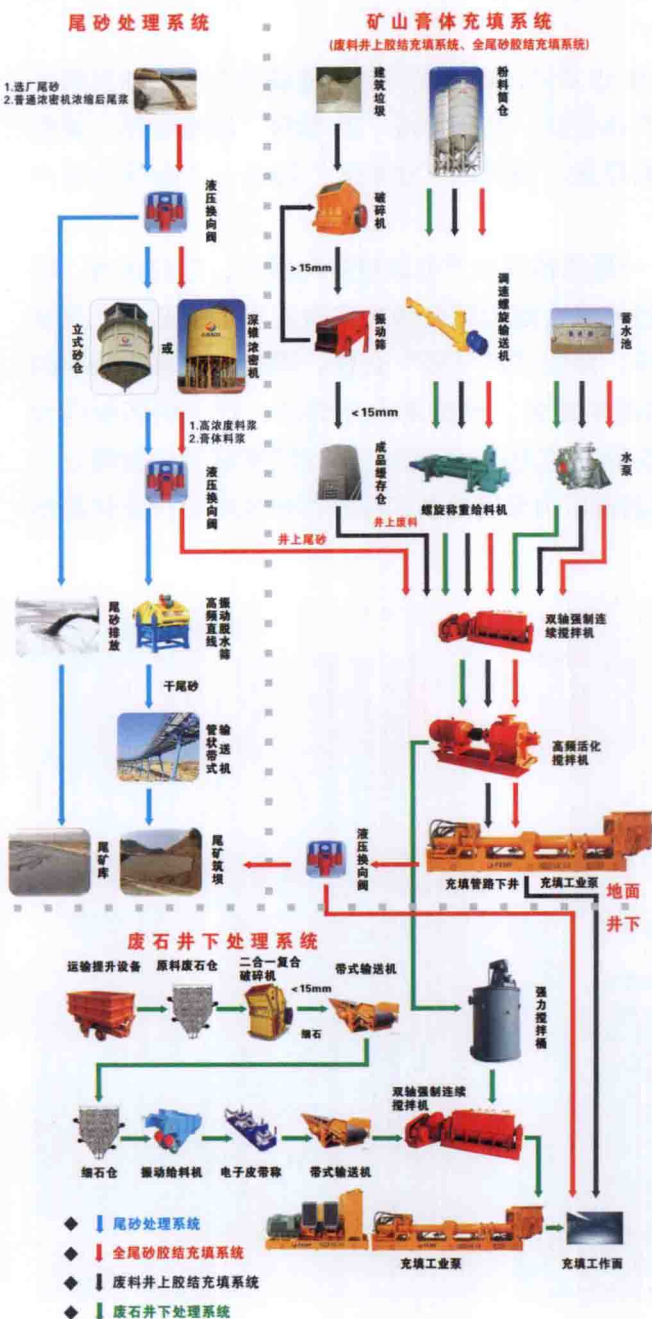 尾砂处理系统
矿山膏体充填系统
(废料井上胶结充填系统、全尾砂胶结充填系统)
1.选厂尾砂
2.普通浓密机浓缩后尾浆
建筑垃圾
粉料筒仓
液压换向阀
破碎机
>15mm
立式砂仓
或
深锥浓密机
振动筛
调速螺旋输送机
蓄水池
1.高浓度料浆
2.膏体料浆
<15mm
液压换向阀
成品缓存仓
螺旋称重给料机
水泵
井上尾砂
井上废料
尾砂排放
高频直线
振动脱水筛
双轴强制连
续搅拌机
干尾砂
管状带式
输送机
高频活化
搅拌机
尾矿库
尾矿筑坝
液压换向阀
充填管路下井
充填工业泵
地面
井下
废石井下处理系统
运输提升设备
原料废石仓
二合一复合
破碎机
<15mm
细石
带式输送机
强力搅拌桶
双轴强制连续
搅拌机
细石仓
振动给料机
电子皮带称
带式输送机
充填工业泵
充填工作面
◆ 尾砂处理系统
◆ 全尾砂胶结充填系统
◆ 废料井上胶结充填系统
◆ 废石井下处理系统